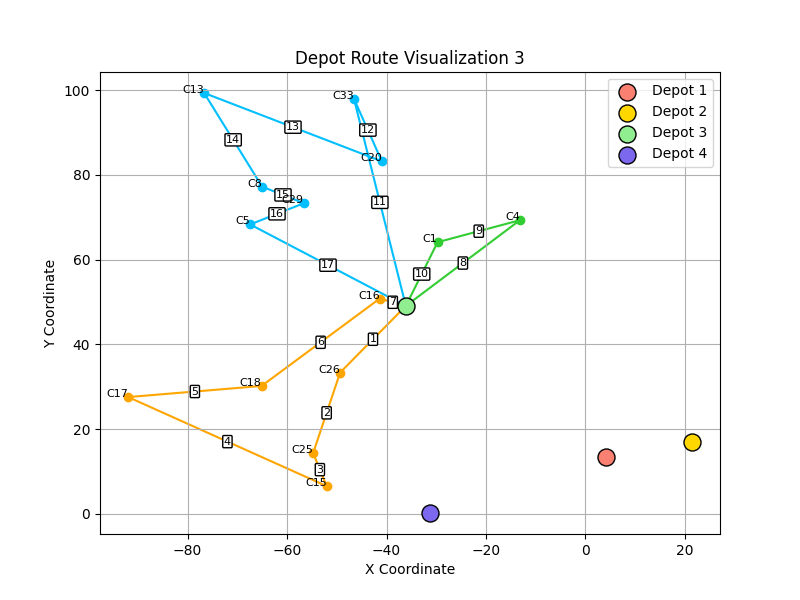 Depot Route Visualization 3
Depot 1
Depot 2
Depot 3
Depot 4
C13
C33
13
12
14
C20
C8
15
C29
11
16
C5
C4
C1
9
17
8
10
C16
7
6
1
C26
C18
5
C17
2
4
C25
3
C15
100
80
60
40
20
0
Y Coordinate
−80
−60
−40
−20
0
20
X Coordinate